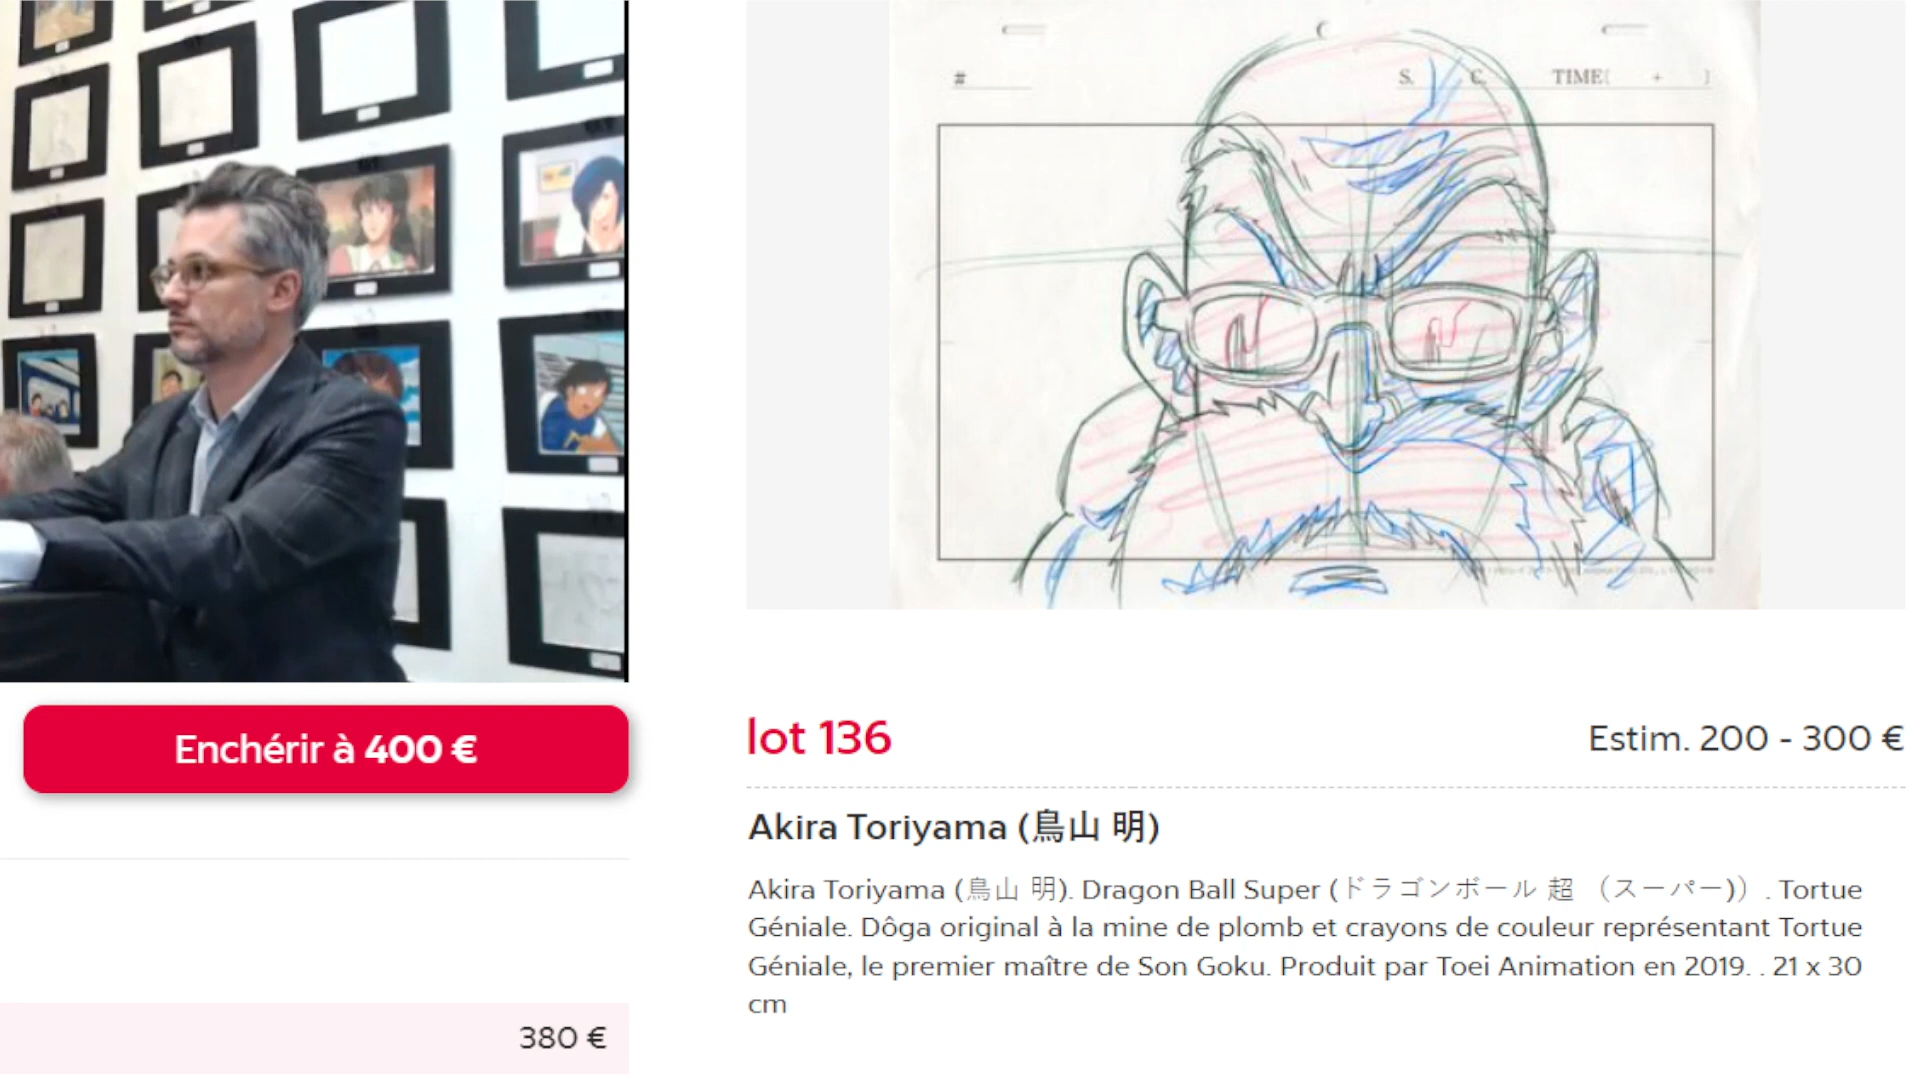 # S. C. TIME( + )
Enchérir à 400 €
380 €
lot 136
Estim. 200 - 300 €
Akira Toriyama (鳥山 明)
Akira Toriyama (鳥山 明). Dragon Ball Super (ドラゴンボール 超 （スーパー)）. Tortue
Géniale. Dôga original à la mine de plomb et crayons de couleur représentant Tortue
Géniale, le premier maître de Son Goku. Produit par Toei Animation en 2019. . 21 x 30
cm